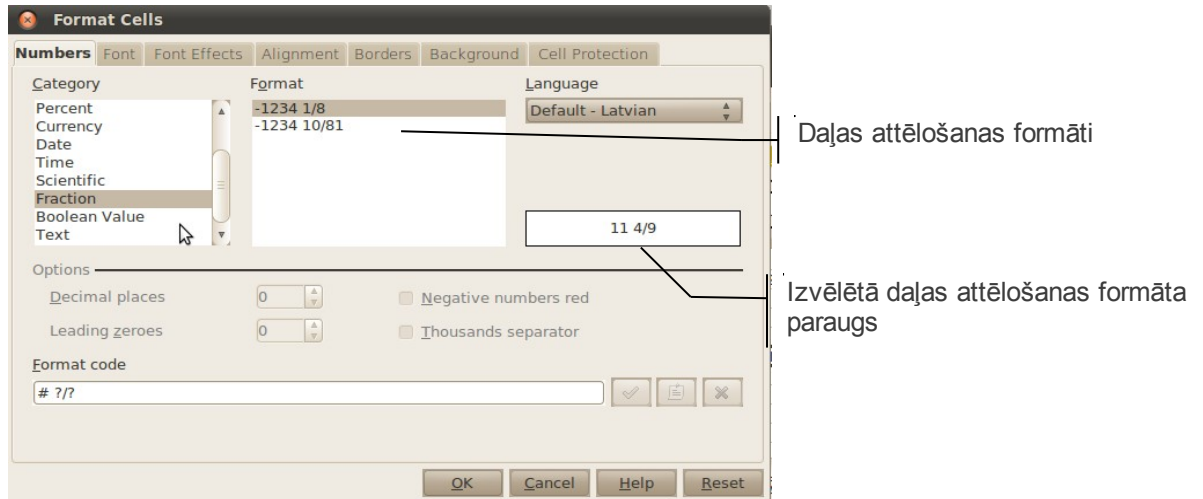 Format Cells
Numbers Font Font Effects Alignment Borders Background Cell Protection
Category
Percent
Currency
Date
Time
Scientific
Fraction
Boolean Value
Text
Format
-1234 1/8
-1234 10/81
Language
Default - Latvian
11 4/9
Daļas attēlošanas formāti
Izvēlētā daļas attēlošanas formāta
paraugs
Options
Decimal places 0
Negative numbers red
Leading zeroes 0
Thousands separator
Format code
# ?/?
OK Cancel Help Reset